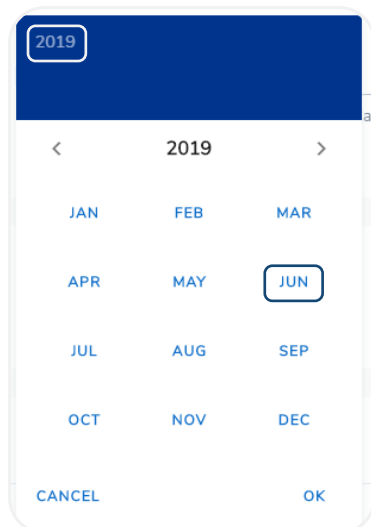 2019
< 2019 >
JAN FEB MAR
APR MAY JUN
JUL AUG SEP
OCT NOV DEC
CANCEL OK